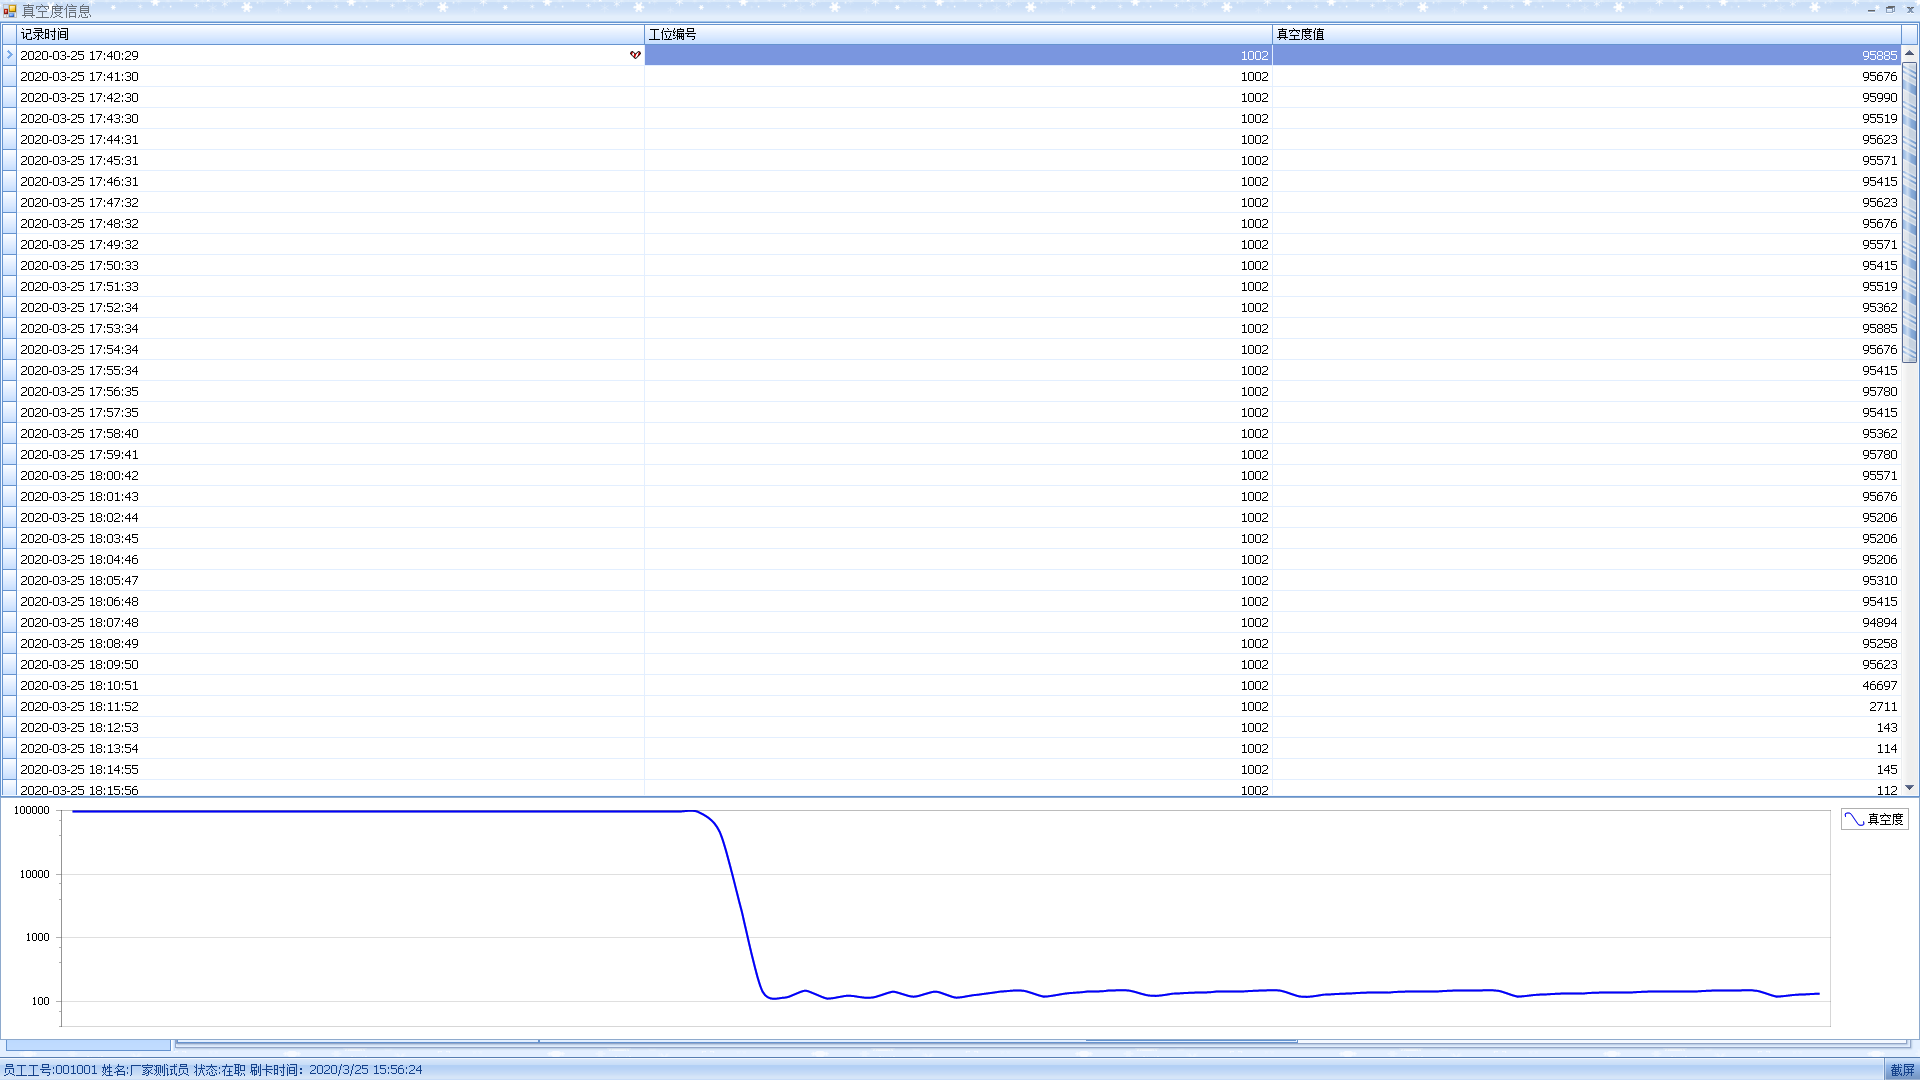 真空度信息
记录时间 工位编号 真空度值
2020-03-25 17:40:29 1002 95885
2020-03-25 17:41:30 1002 95676
2020-03-25 17:42:30 1002 95990
2020-03-25 17:43:30 1002 95519
2020-03-25 17:44:31 1002 95623
2020-03-25 17:45:31 1002 95571
2020-03-25 17:46:31 1002 95415
2020-03-25 17:47:32 1002 95623
2020-03-25 17:48:32 1002 95676
2020-03-25 17:49:32 1002 95571
2020-03-25 17:50:33 1002 95415
2020-03-25 17:51:33 1002 95519
2020-03-25 17:52:34 1002 95362
2020-03-25 17:53:34 1002 95885
2020-03-25 17:54:34 1002 95676
2020-03-25 17:55:34 1002 95415
2020-03-25 17:56:35 1002 95780
2020-03-25 17:57:35 1002 95415
2020-03-25 17:58:40 1002 95362
2020-03-25 17:59:41 1002 95780
2020-03-25 18:00:42 1002 95571
2020-03-25 18:01:43 1002 95676
2020-03-25 18:02:44 1002 95206
2020-03-25 18:03:45 1002 95206
2020-03-25 18:04:46 1002 95206
2020-03-25 18:05:47 1002 95310
2020-03-25 18:06:48 1002 95415
2020-03-25 18:07:48 1002 94894
2020-03-25 18:08:49 1002 95258
2020-03-25 18:09:50 1002 95623
2020-03-25 18:10:51 1002 46697
2020-03-25 18:11:52 1002 2711
2020-03-25 18:12:53 1002 143
2020-03-25 18:13:54 1002 114
2020-03-25 18:14:55 1002 145
2020-03-25 18:15:56 1002 112
100000
真空度
10000
1000
100
员工工号:001001 姓名:厂家测试员 状态:在职 刷卡时间：2020/3/25 15:56:24
截屏